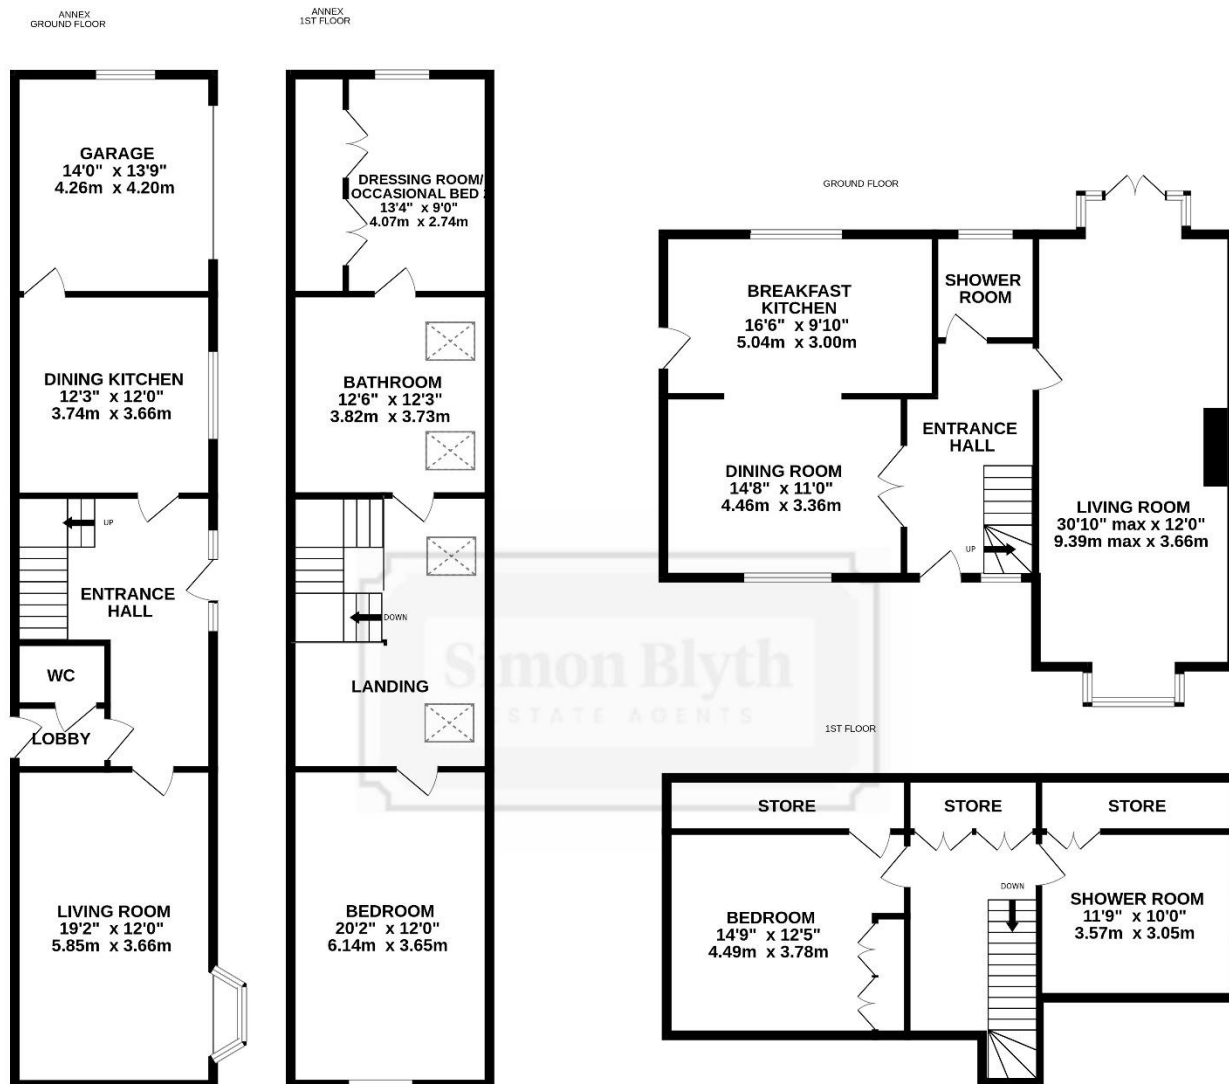 ANNEX
GROUND FLOOR
GARAGE
14'0" x 13'9"
4.26m x 4.20m
DINING KITCHEN
12'3" x 12'0"
3.74m x 3.66m
UP
ENTRANCE
HALL
WC
LOBBY
LIVING ROOM
19'2" x 12'0"
5.85m x 3.66m
ANNEX
1ST FLOOR
DRESSING ROOM/
OCCASIONAL BED
13'4" x 9'0"
4.07m x 2.74m
BATHROOM
12'6" x 12'3"
3.82m x 3.73m
DOWN
LANDING
BEDROOM
20'2" x 12'0"
6.14m x 3.65m
GROUND FLOOR
BREAKFAST
KITCHEN
16'6" x 9'10"
5.04m x 3.00m
SHOWER
ROOM
DINING ROOM
14'8" x 11'0"
4.46m x 3.36m
ENTRANCE
HALL
UP
LIVING ROOM
30'10" max x 12'0"
9.39m max x 3.66m
Simon Blyth
ESTATE AGENTS
1ST FLOOR
STORE
STORE
STORE
BEDROOM
14'9" x 12'5"
4.49m x 3.78m
DOWN
SHOWER ROOM
11'9" x 10'0"
3.57m x 3.05m